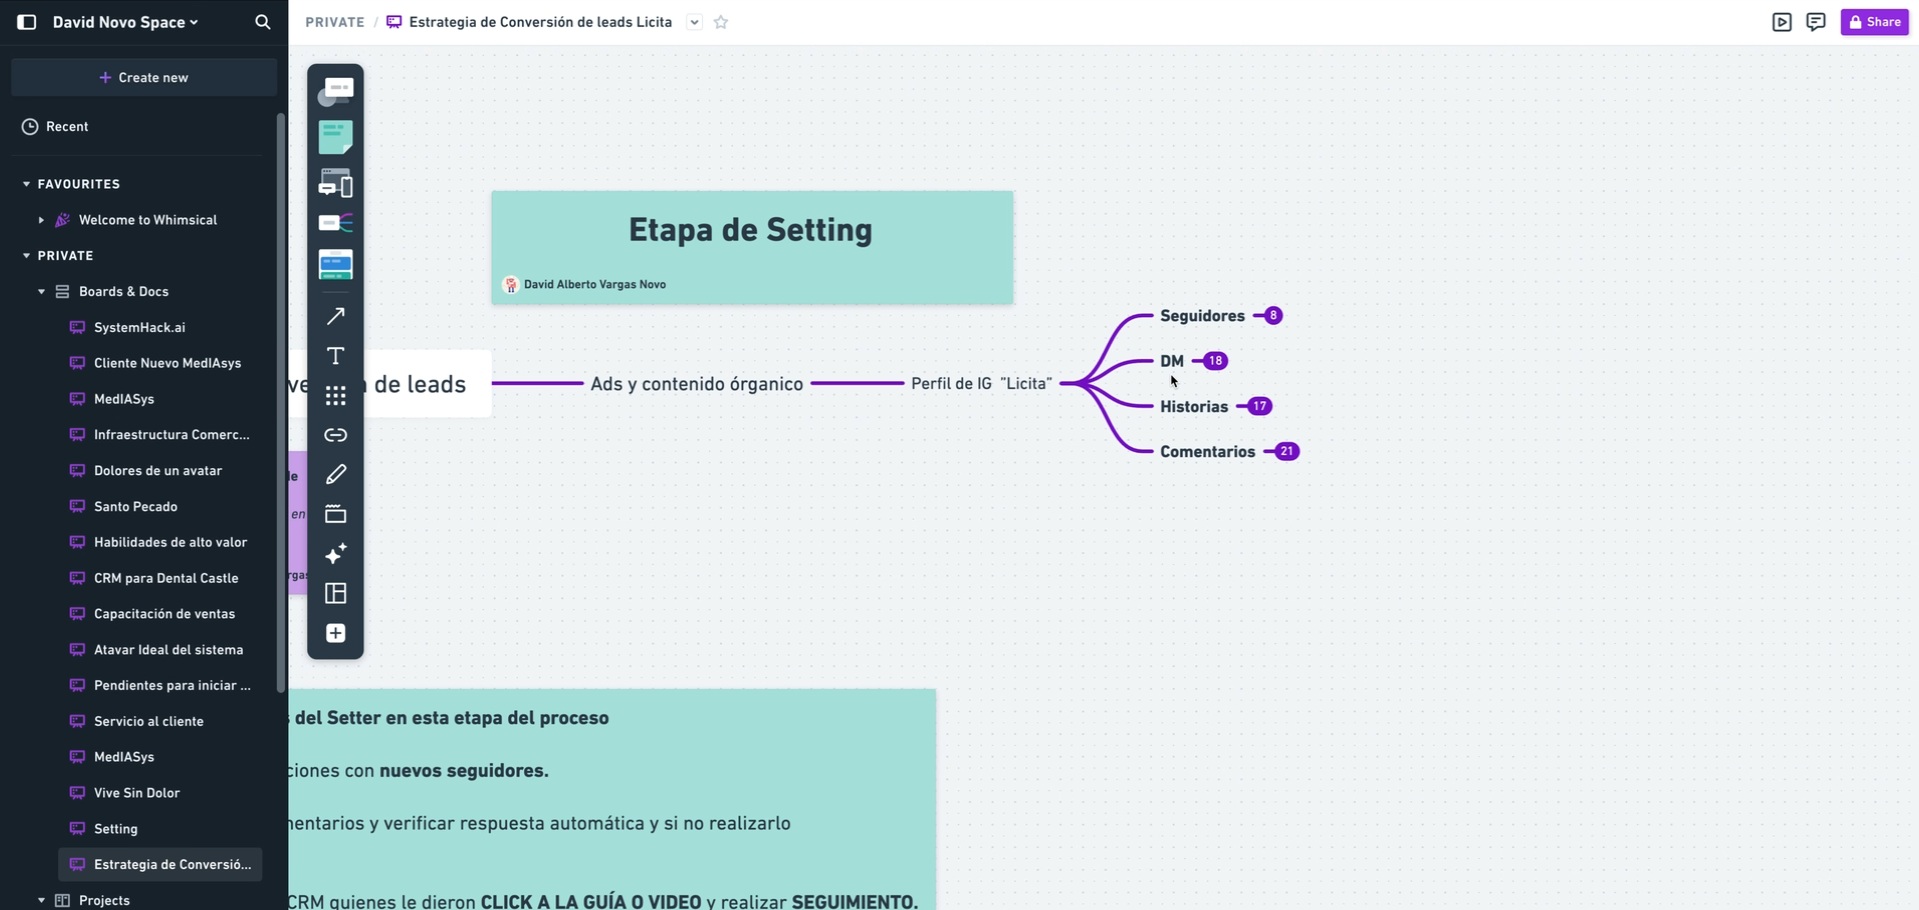 David Novo Space
Create new
Recent
FAVOURITES
Welcome to Whimsical
PRIVATE
Boards & Docs
SystemHack.ai
Cliente Nuevo MedIAsys
MedIASys
Infraestructura Comerc...
Dolores de un avatar
Santo Pecado
Habilidades de alto valor
CRM para Dental Castle
Capacitación de ventas
Atavar Ideal del sistema
Pendientes para iniciar ...
Servicio al cliente
MedIASys
Vive Sin Dolor
Setting
Estrategia de Conversió...
Projects
PRIVATE / Estrategia de Conversión de leads Licita
Share
Etapa de Setting
David Alberto Vargas Novo
de leads
Ads y contenido órganico
Perfil de IG "Licita"
Seguidores 8
DM 18
Historias 17
Comentarios 21
en
del Setter en esta etapa del proceso
ciones con nuevos seguidores.
mentarios y verificar respuesta automática y si no realizarlo
CRM quienes le dieron CLICK A LA GUÍA O VIDEO y realizar SEGUIMIENTO.